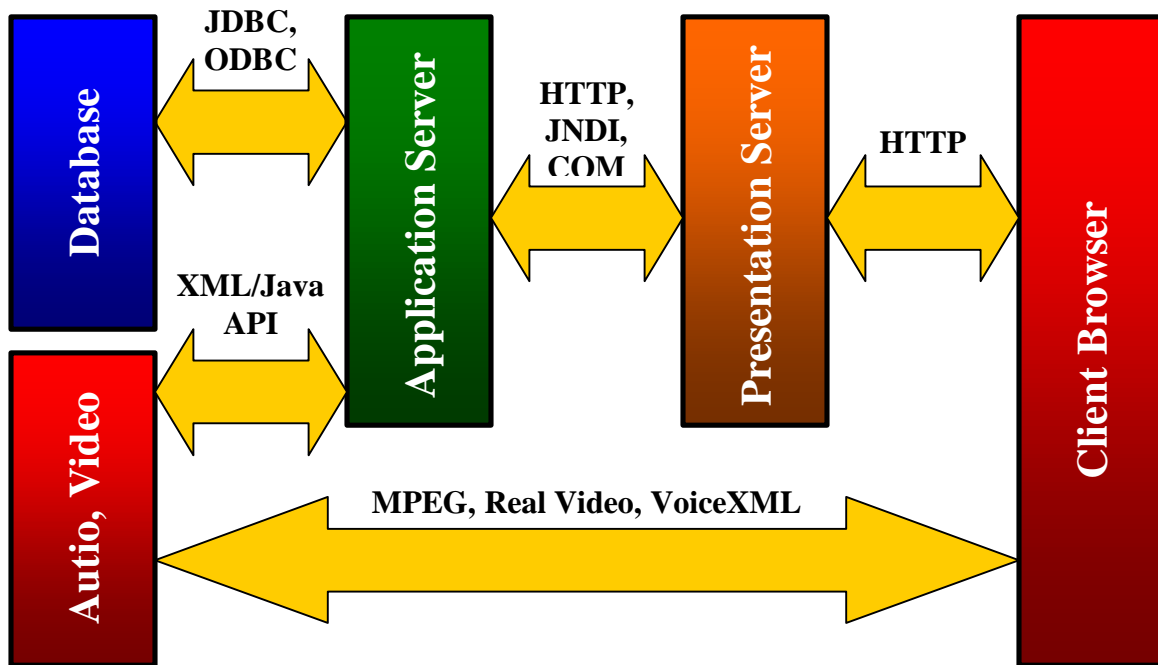 JDBC,
ODBC
Database
Application Server
HTTP,
JNDI,
COM
Presentation Server
HTTP
Client Browser
XML/Java
API
Autio, Video
MPEG, Real Video, VoiceXML